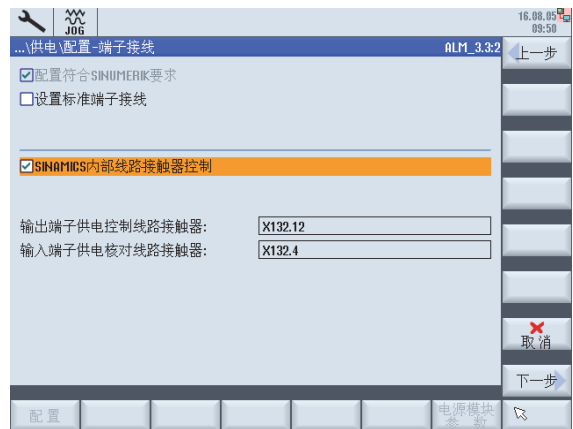 JOG
16.08.05
09:50
...\供电\配置-端子接线
ALM_3.3:2
上一步
配置符合SINUMERIK要求
设置标准端子接线
SINAMICS内部线路接触器控制
输出端子供电控制线路接触器:
X132.12
输入端子供电核对线路接触器:
X132.4
取消
下一步
配置
电源模块
参数